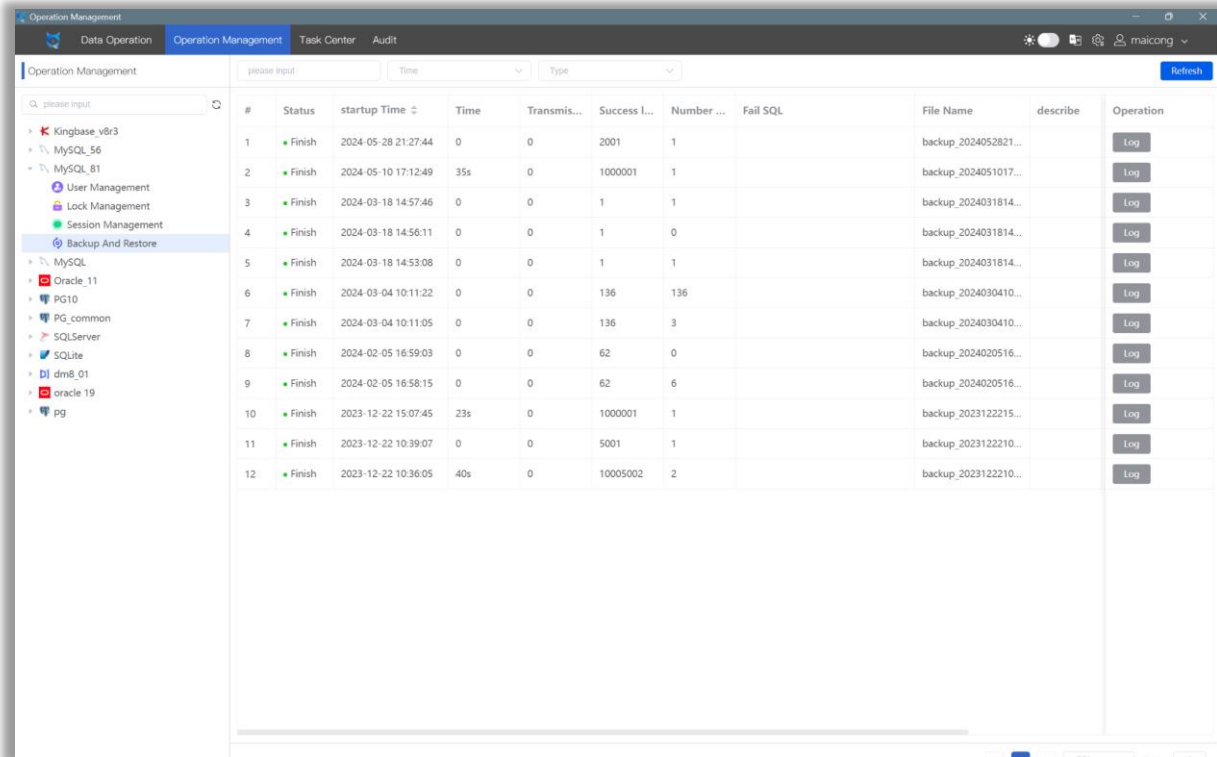 Operation Management
Data Operation Operation Management Task Center Audit maicong
Operation Management please input Time Type Refresh
please input
Kingbase_v8r3
MySQL_56
MySQL_81
User Management
Lock Management
Session Management
Backup And Restore
MySQL
Oracle_11
PG10
PG_common
SQLServer
SQLite
dm8_01
oracle 19
pg
# Status startup Time Time Transmis... Success l... Number ... Fail SQL File Name describe Operation
1 Finish 2024-05-28 21:27:44 0 0 2001 1 backup_2024052821... Log
2 Finish 2024-05-10 17:12:49 35s 0 1000001 1 backup_2024051017... Log
3 Finish 2024-03-18 14:57:46 0 0 1 1 backup_2024031814... Log
4 Finish 2024-03-18 14:56:11 0 0 1 0 backup_2024031814... Log
5 Finish 2024-03-18 14:53:08 0 0 1 1 backup_2024031814... Log
6 Finish 2024-03-04 10:11:22 0 0 136 136 backup_2024030410... Log
7 Finish 2024-03-04 10:11:05 0 0 136 3 backup_2024030410... Log
8 Finish 2024-02-05 16:59:03 0 0 62 0 backup_2024020516... Log
9 Finish 2024-02-05 16:58:15 0 0 62 6 backup_2024020516... Log
10 Finish 2023-12-22 15:07:45 23s 0 1000001 1 backup_2023122215... Log
11 Finish 2023-12-22 10:39:07 0 0 5001 1 backup_2023122210... Log
12 Finish 2023-12-22 10:36:05 40s 0 10005002 2 backup_2023122210... Log